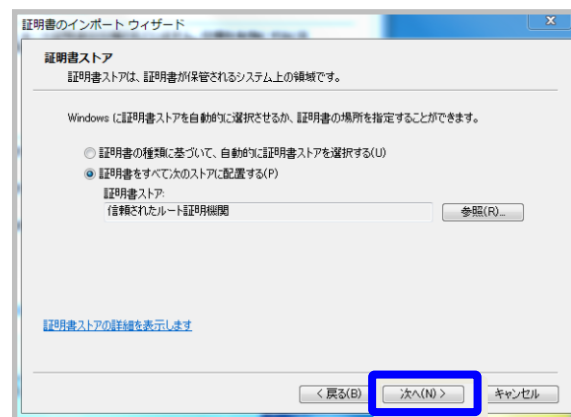 証明書のインポート ウィザード
証明書ストア
証明書ストアは、証明書が保管されるシステム上の領域です。
Windows に証明書ストアを自動的に選択させるか、証明書の場所を指定することができます。
証明書の種類に基づいて、自動的に証明書ストアを選択する(U)
証明書をすべて次のストアに配置する(P)
証明書ストア:
信頼されたルート証明機関 参照(R)...
証明書ストアの詳細を表示します
< 戻る(B) 次へ(N) > キャンセル